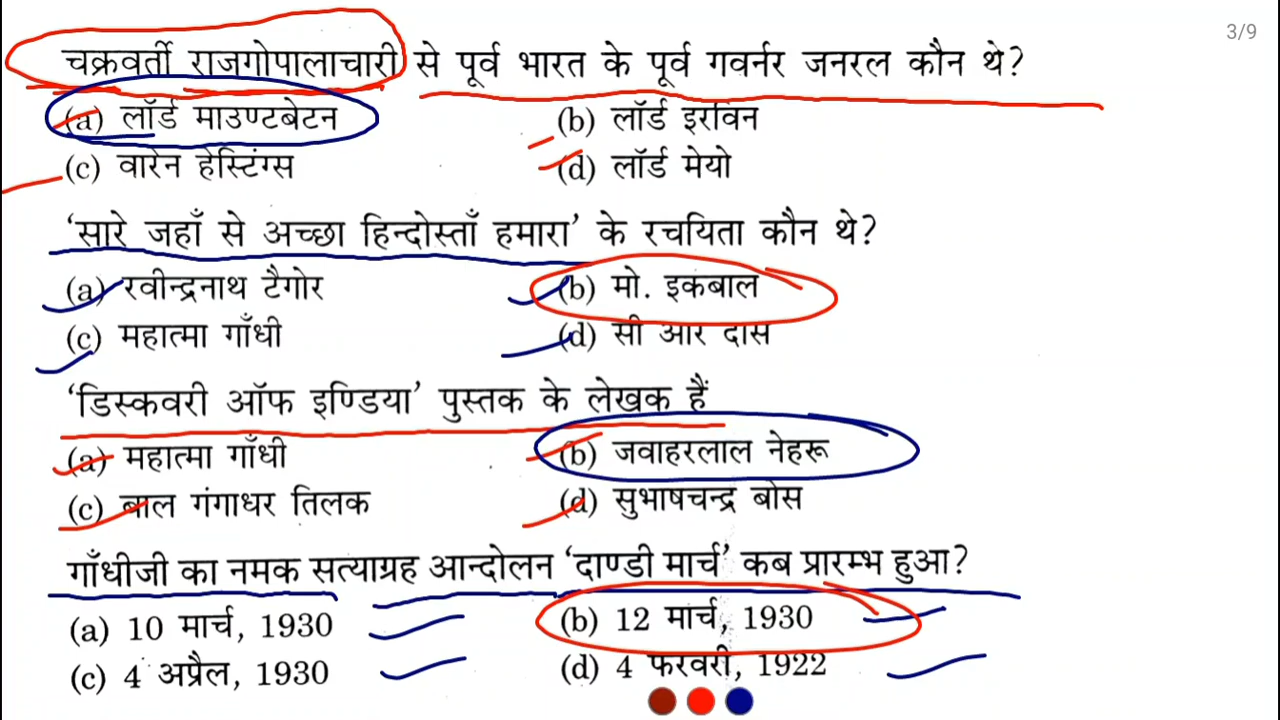 3/9
चक्रवर्ती राजगोपालाचारी से पूर्व भारत के पूर्व गवर्नर जनरल कौन थे?
(a) लॉर्ड माउण्टबेटन (b) लॉर्ड इरविन
(c) वारेन हेस्टिंग्स (d) लॉर्ड मेयो
‘सारे जहाँ से अच्छा हिन्दोस्ताँ हमारा’ के रचयिता कौन थे?
(a) रवीन्द्रनाथ टैगोर (b) मो. इकबाल
(c) महात्मा गाँधी (d) सी आर दास
‘डिस्कवरी ऑफ इण्डिया’ पुस्तक के लेखक हैं
(a) महात्मा गाँधी (b) जवाहरलाल नेहरू
(c) बाल गंगाधर तिलक (d) सुभाषचन्द्र बोस
गाँधीजी का नमक सत्याग्रह आन्दोलन ‘दाण्डी मार्च’ कब प्रारम्भ हुआ?
(a) 10 मार्च, 1930 (b) 12 मार्च, 1930
(c) 4 अप्रैल, 1930 (d) 4 फरवरी, 1922